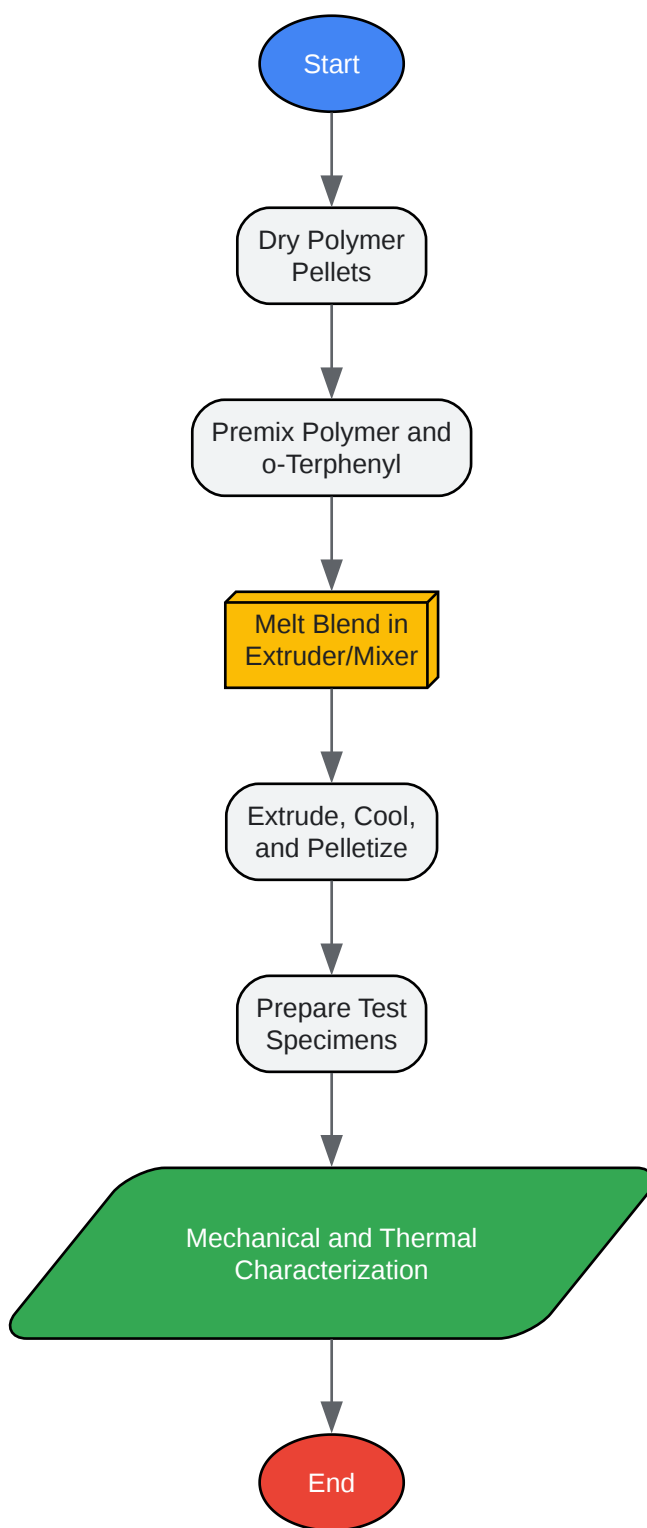 Start
Dry Polymer
Pellets
Premix Polymer and
o-Terphenyl
Melt Blend in
Extruder/Mixer
Extrude, Cool,
and Pelletize
Prepare Test
Specimens
Mechanical and Thermal
Characterization
End